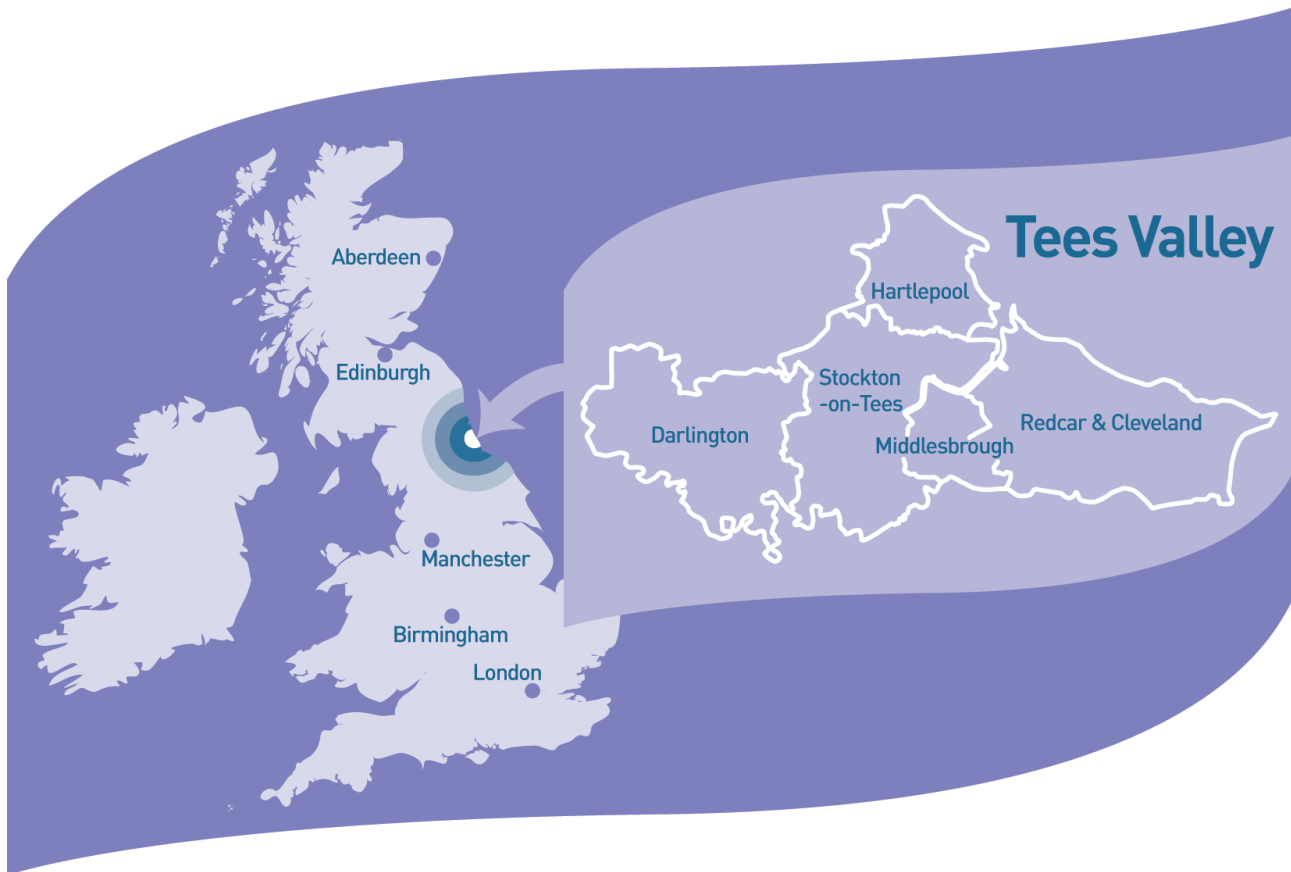 Tees Valley
Aberdeen
Edinburgh
Manchester
Birmingham
London
Hartlepool
Stockton
-on-Tees
Darlington
Middlesbrough
Redcar & Cleveland